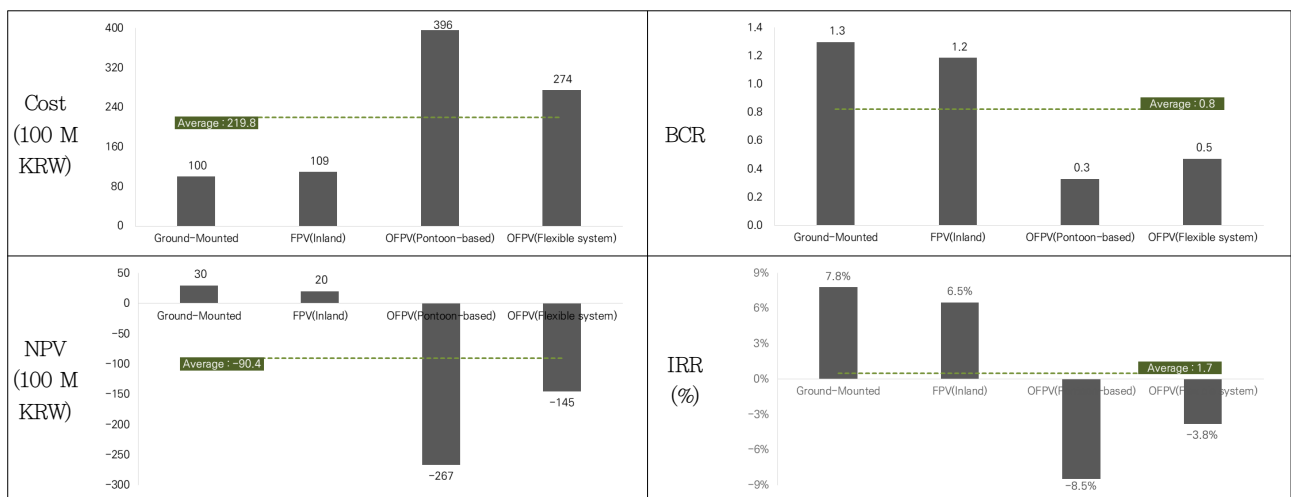 Cost
(100 M
KRW)
400
320
240
160
80
0
396
274
100
109
Average : 219.8
Ground-Mounted
FPV(Inland)
OFPV(Pontoon-based)
OFPV(Flexible system)
BCR
1.4
1.2
1.0
0.8
0.6
0.4
0.2
0.0
1.3
1.2
0.3
0.5
Average : 0.8
Ground-Mounted
FPV(Inland)
OFPV(Pontoon-based)
OFPV(Flexible system)
NPV
(100 M
KRW)
50
0
-50
-100
-150
-200
-250
-300
30
20
Ground-Mounted
FPV(Inland)
OFPV(Pontoon-based)
OFPV(Flexible system)
Average : -90.4
-145
-267
IRR
(%)
9%
6%
3%
0%
-3%
-6%
-9%
7.8%
6.5%
Average : 1.7
Ground-Mounted
FPV(Inland)
-3.8%
-8.5%